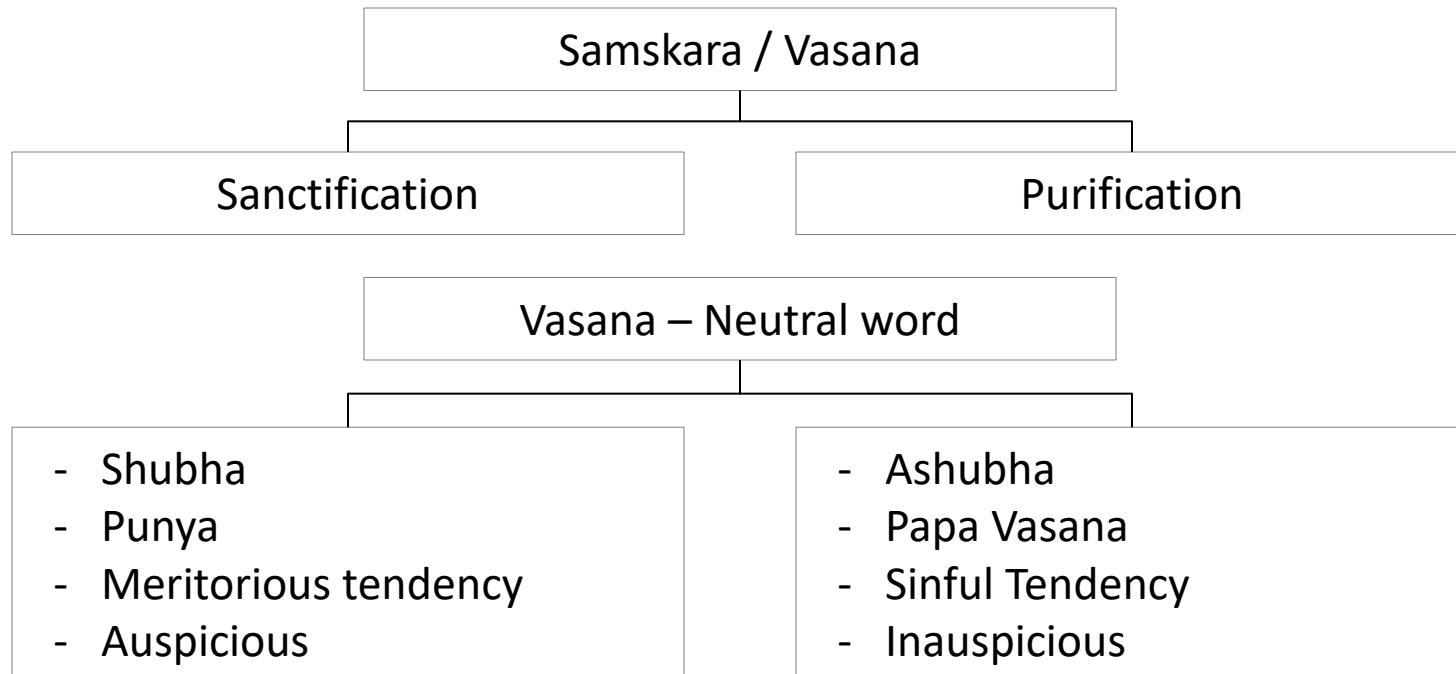 Samskara / Vasana
Sanctification
Purification
Vasana – Neutral word
- Shubha
- Punya
- Meritorious tendency
- Auspicious
- Ashubha
- Papa Vasana
- Sinful Tendency
- Inauspicious